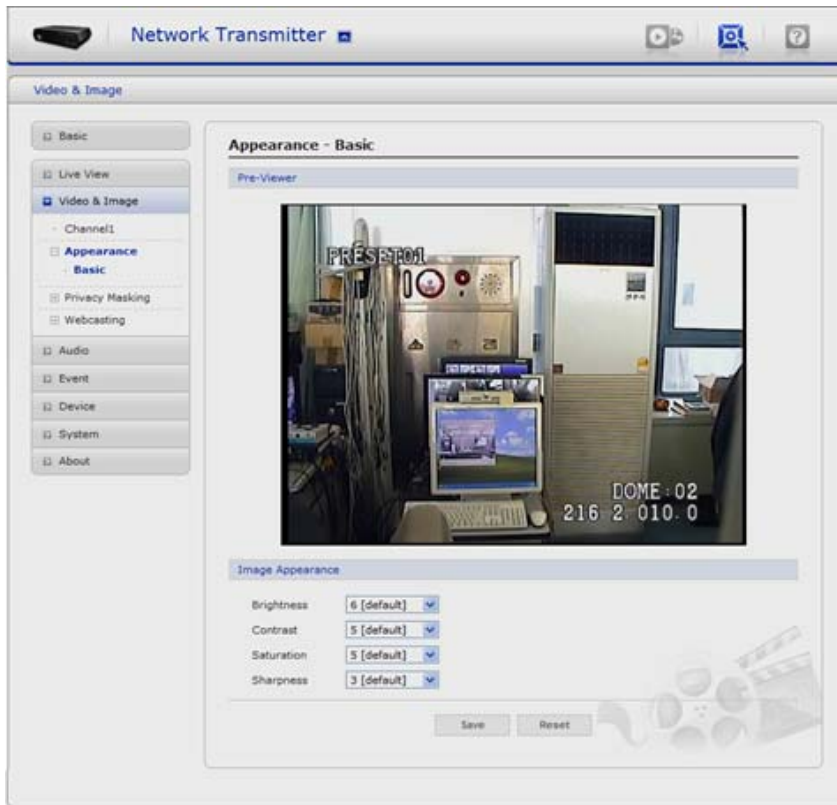 Network Transmitter
Video & Image
Basic
Live View
Video & Image
Channel1
Appearance
Basic
Privacy Masking
Webcasting
Audio
Event
Device
System
About
Appearance - Basic
Pre-Viewer
PRESET01
DOME:02
216 2 010.0
Image Appearance
Brightness 6 [default]
Contrast 5 [default]
Saturation 5 [default]
Sharpness 3 [default]
Save Reset